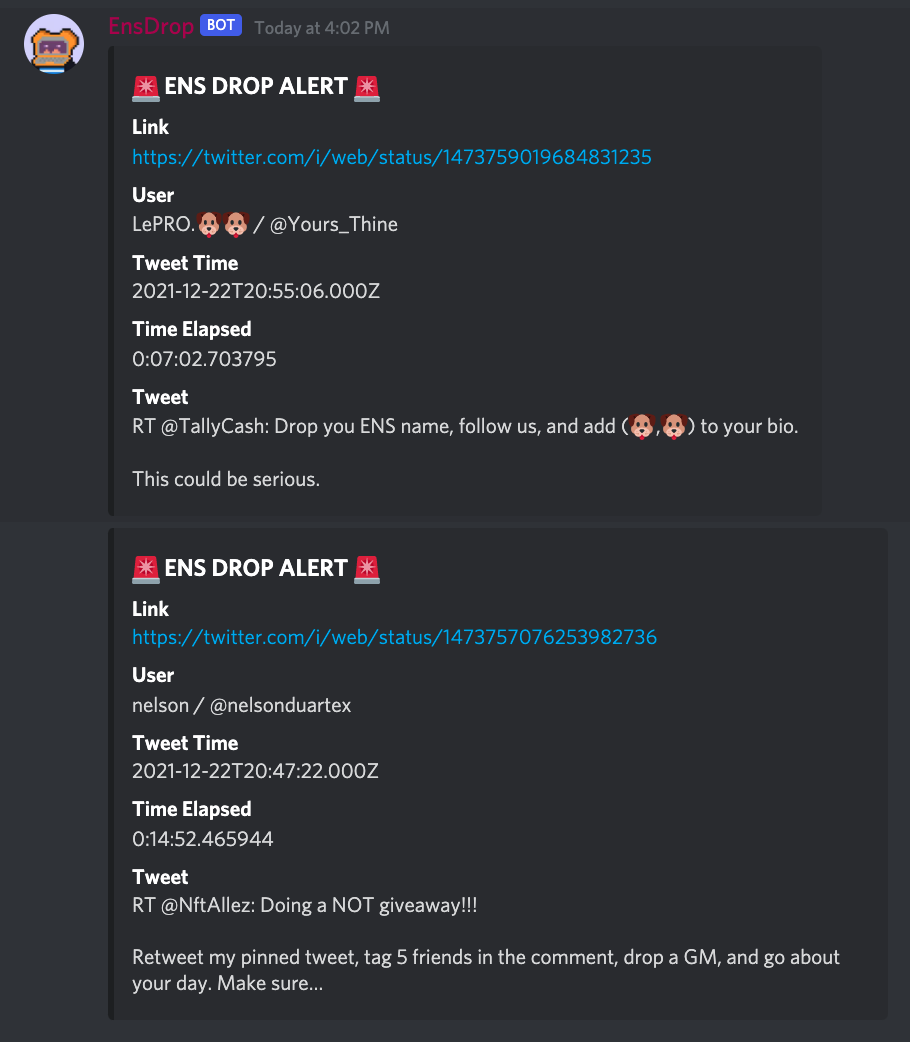 EnsDrop BOT Today at 4:02 PM
🚨 ENS DROP ALERT 🚨
Link
https://twitter.com/i/web/status/1473759019684831235
User
LePRO.🐶🐶 / @Yours_Thine
Tweet Time
2021-12-22T20:55:06.000Z
Time Elapsed
0:07:02.703795
Tweet
RT @TallyCash: Drop you ENS name, follow us, and add (🐶,🐶) to your bio.
This could be serious.
🚨 ENS DROP ALERT 🚨
Link
https://twitter.com/i/web/status/1473757076253982736
User
nelson / @nelsonduartex
Tweet Time
2021-12-22T20:47:22.000Z
Time Elapsed
0:14:52.465944
Tweet
RT @NftAllez: Doing a NOT giveaway!!!
Retweet my pinned tweet, tag 5 friends in the comment, drop a GM, and go about
your day. Make sure...